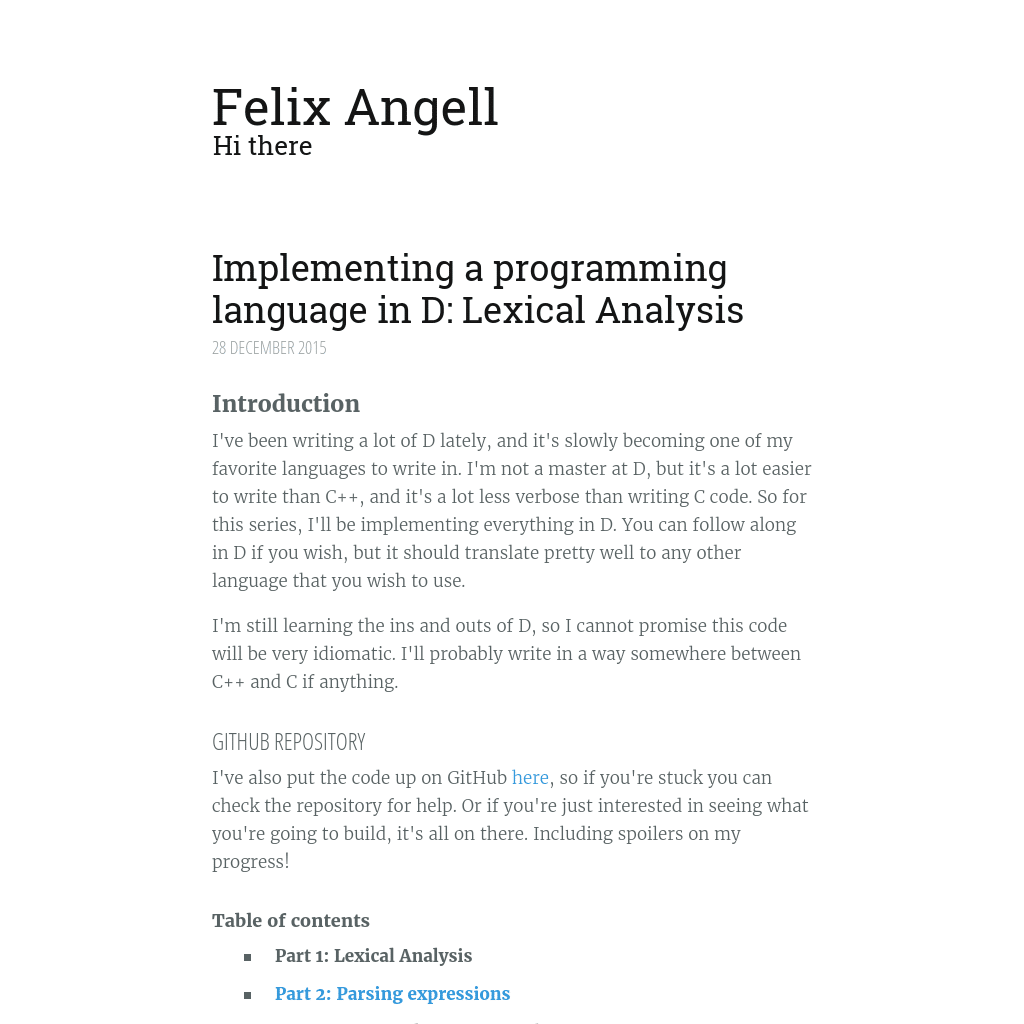 Felix Angell
Hi there
Implementing a programming
language in D: Lexical Analysis
28 DECEMBER 2015
Introduction
I've been writing a lot of D lately, and it's slowly becoming one of my
favorite languages to write in. I'm not a master at D, but it's a lot easier
to write than C++, and it's a lot less verbose than writing C code. So for
this series, I'll be implementing everything in D. You can follow along
in D if you wish, but it should translate pretty well to any other
language that you wish to use.
I'm still learning the ins and outs of D, so I cannot promise this code
will be very idiomatic. I'll probably write in a way somewhere between
C++ and C if anything.
GITHUB REPOSITORY
I've also put the code up on GitHub here, so if you're stuck you can
check the repository for help. Or if you're just interested in seeing what
you're going to build, it's all on there. Including spoilers on my
progress!
Table of contents
Part 1: Lexical Analysis
Part 2: Parsing expressions